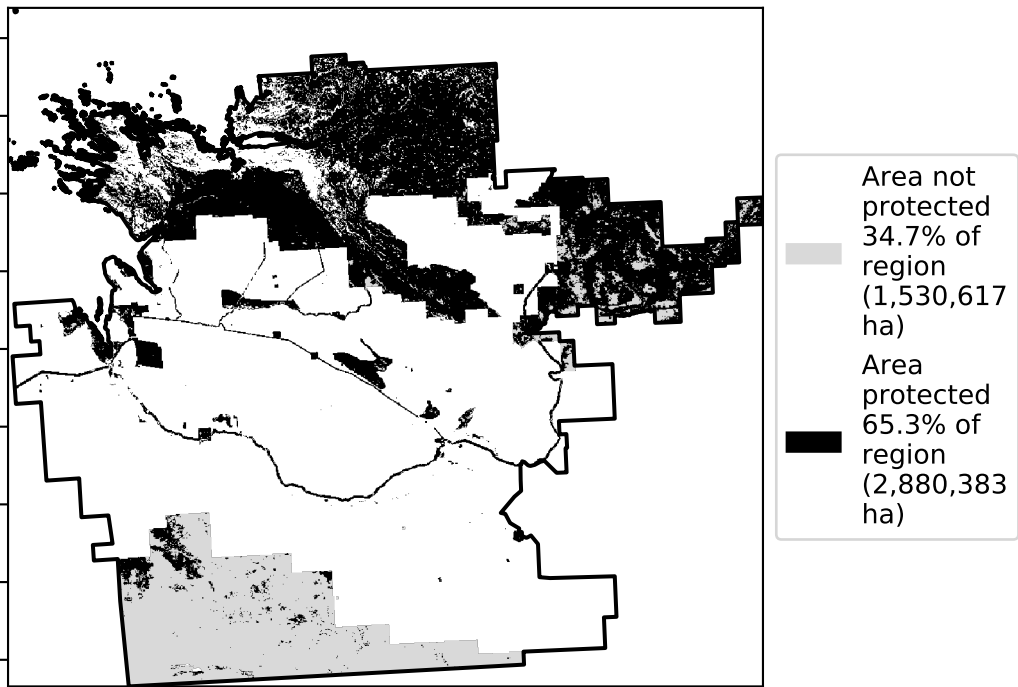 Area not
protected
34.7% of
region
(1,530,617
ha)
Area
protected
65.3% of
region
(2,880,383
ha)